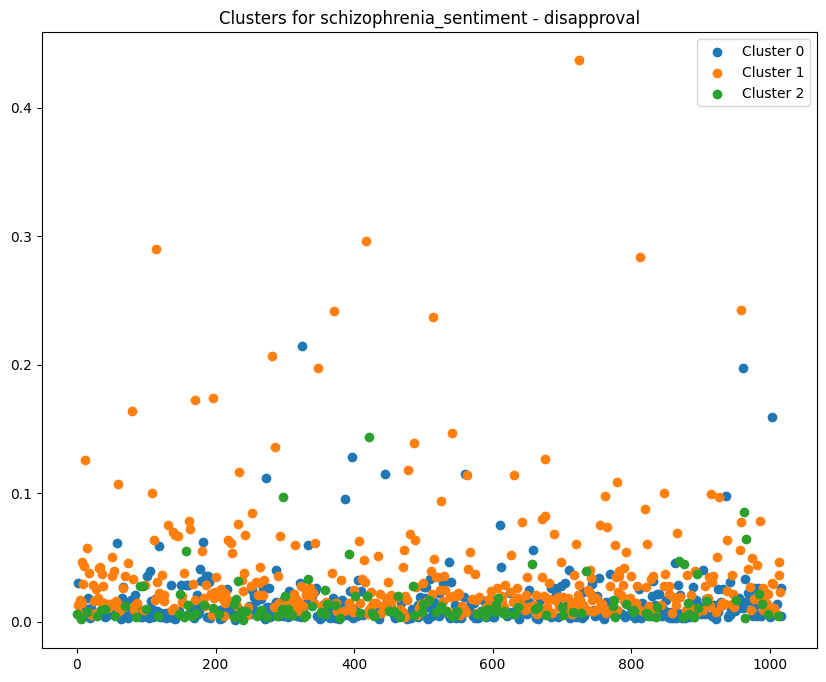 Clusters for schizophrenia_sentiment - disapproval
Cluster 0
Cluster 1
Cluster 2
0.4
0.3
0.2
0.1
0.0
0 200 400 600 800 1000